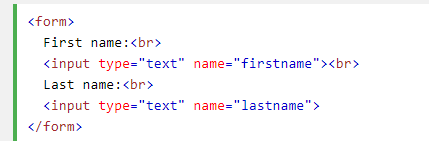 <form>
First name:<br>
<input type="text" name="firstname"><br>
Last name:<br>
<input type="text" name="lastname">
</form>